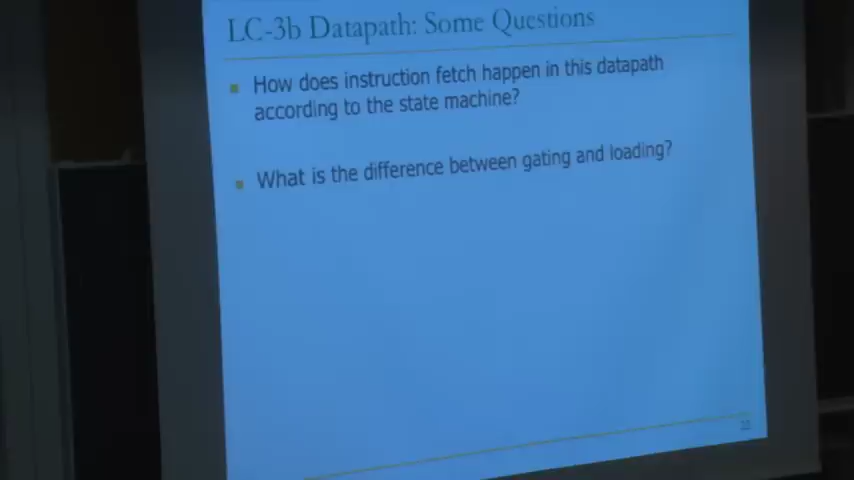 LC-3b Datapath: Some Questions
How does instruction fetch happen in this datapath
according to the state machine?
What is the difference between gating and loading?